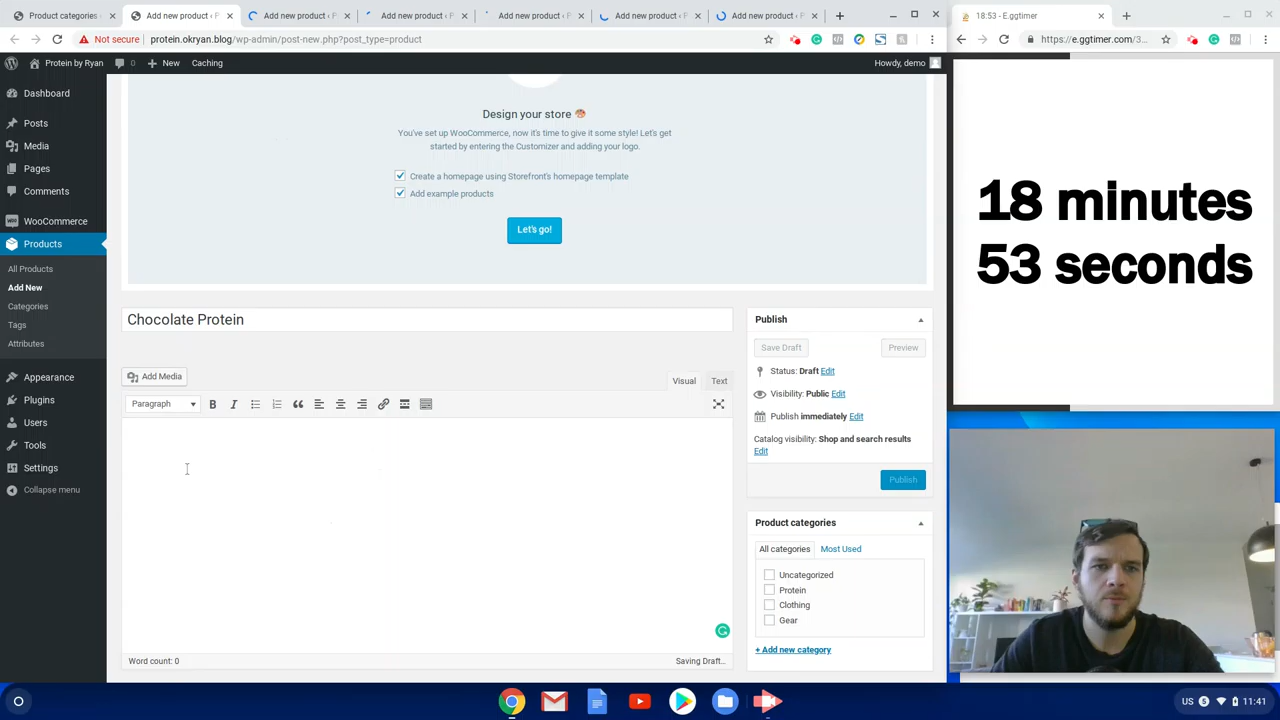 Product categories
Add new product ‹ P
Add new product ‹ F
Add new product ‹ F
Add new product ‹ F
Add new product ‹ F
Add new product ‹ F
18:53 - E.ggtimer
Not secure
protein.okryan.blog/wp-admin/post-new.php?post_type=product
https://e.ggtimer.com/3...
Protein by Ryan
0
New
Caching
Howdy, demo
Dashboard
Posts
Media
Pages
Comments
WooCommerce
Products
All Products
Add New
Categories
Tags
Attributes
Appearance
Plugins
Users
Tools
Settings
Collapse menu
Design your store
You've set up WooCommerce, now it's time to give it some style! Let's get
started by entering the Customizer and adding your logo.
Create a homepage using Storefront's homepage template
Add example products
Let's go!
Chocolate Protein
Add Media
Visual
Text
Paragraph
Word count: 0
Saving Draft...
Publish
Save Draft
Preview
Status: Draft Edit
Visibility: Public Edit
Publish immediately Edit
Catalog visibility: Shop and search results
Edit
Publish
Product categories
All categories
Most Used
Uncategorized
Protein
Clothing
Gear
+ Add new category
18 minutes
53 seconds
US
5
11:41